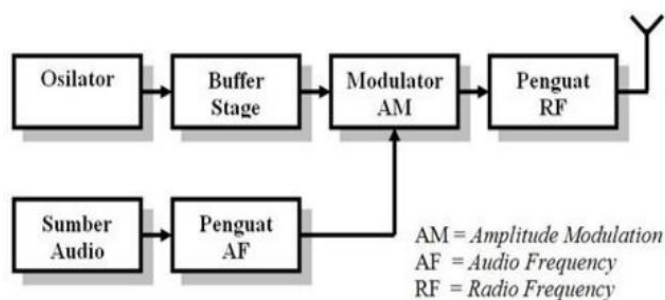 Osilator
Buffer
Stage
Modulator
AM
Penguat
RF
Sumber
Audio
Penguat
AF
AM = Amplitude Modulation
AF = Audio Frequency
RF = Radio Frequency